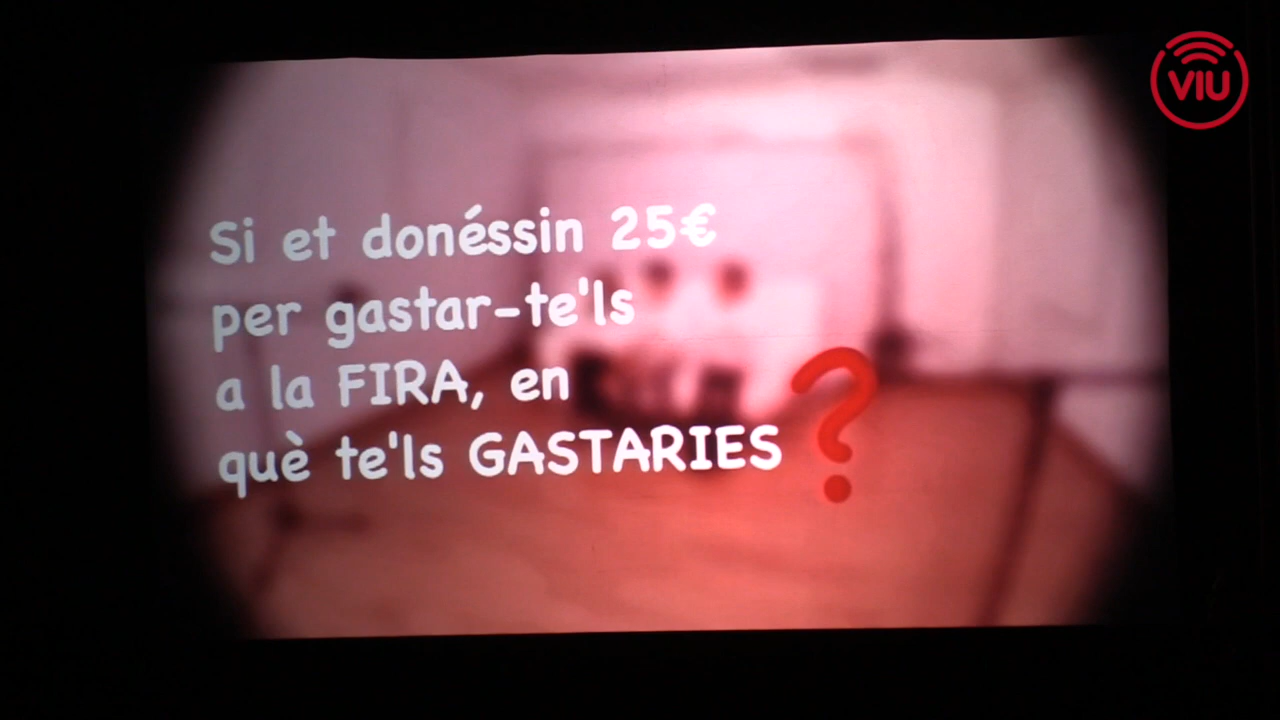 VIU
Si et donéssin 25€
per gastar-te'ls
a la FIRA, en
què te'ls GASTARIES ?